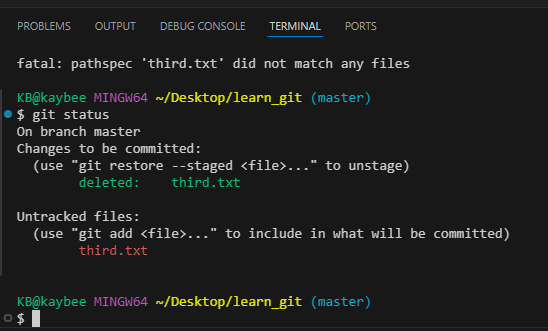 PROBLEMS OUTPUT DEBUG CONSOLE TERMINAL PORTS
fatal: pathspec 'third.txt' did not match any files
KB@kaybee MINGW64 ~/Desktop/learn_git (master)
$ git status
On branch master
Changes to be committed:
  (use "git restore --staged <file>..." to unstage)
        deleted:    third.txt
Untracked files:
  (use "git add <file>..." to include in what will be committed)
        third.txt
KB@kaybee MINGW64 ~/Desktop/learn_git (master)
$